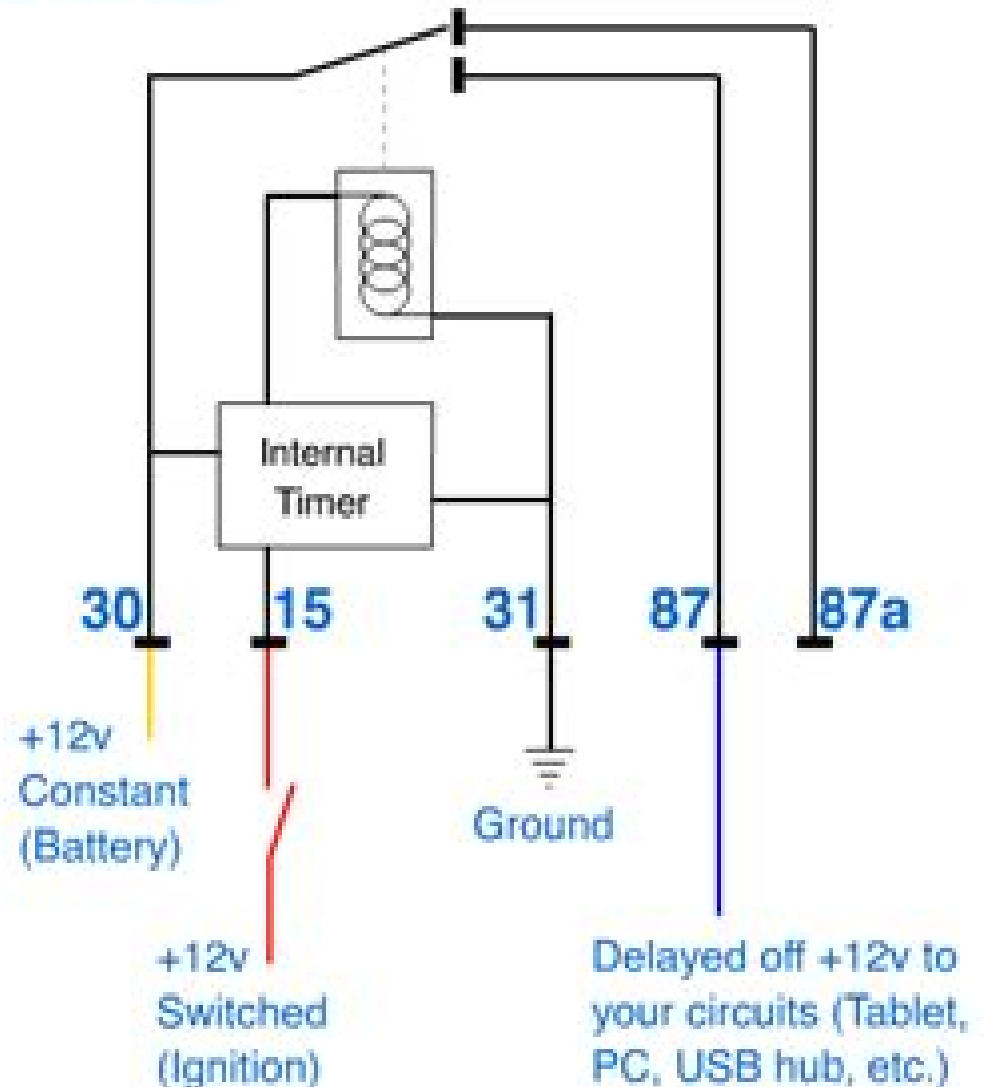 Internal
Timer
30
15
31
87
87a
+12v
Constant
(Battery)
Ground
+12v
Switched
(Ignition)
Delayed off +12v to
your circuits (Tablet,
PC, USB hub, etc.)